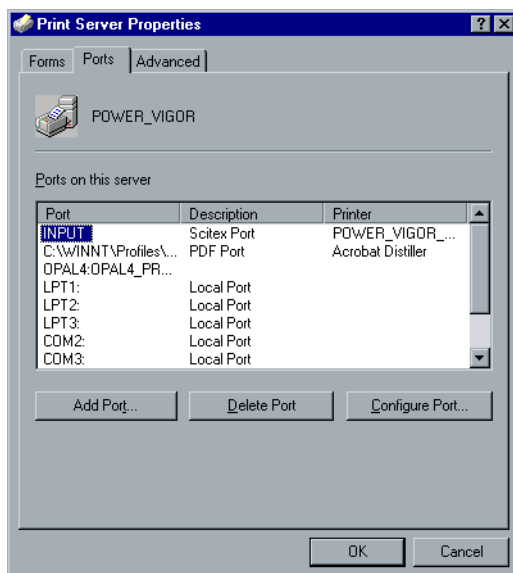 Print Server Properties
Forms Ports Advanced
POWER_VIGOR
Ports on this server
Port Description Printer
INPUT Scitex Port POWER_VIGOR_...
C:\WINNT\Profiles\... PDF Port Acrobat Distiller
OPAL4:OPAL4_PR...
LPT1: Local Port
LPT2: Local Port
LPT3: Local Port
COM2: Local Port
COM3: Local Port
Add Port... Delete Port Configure Port...
OK Cancel